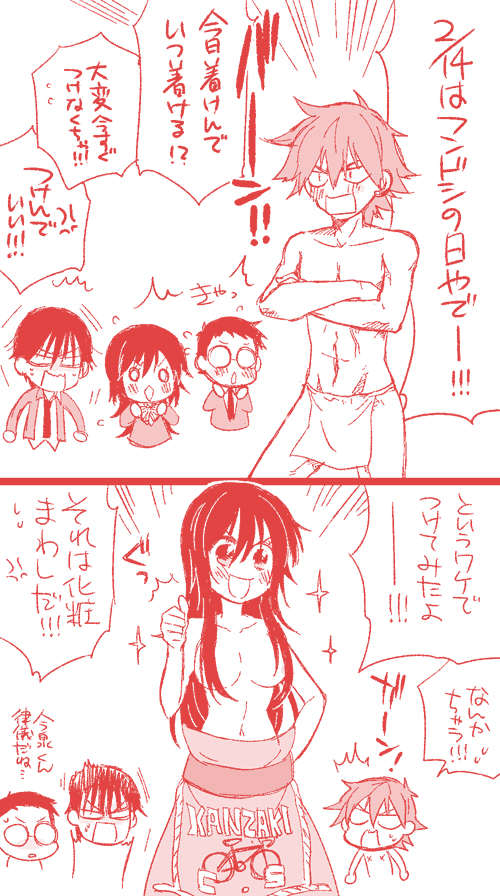 2/14はフンドシの日やでー!!!
バーーン!!
今日着けんで
いつ着ける!?
大変今すぐ
つけなくちゃ!!!
つけんで
いい!!!
きゃっ
というワケで
つけてみたよ
ーー!!!
ぐっ
それは化粧
まわしだ!!!
なんか
ちゃう!!!
ガーン!
今泉くん
律儀だね…
KANZAKI
C S